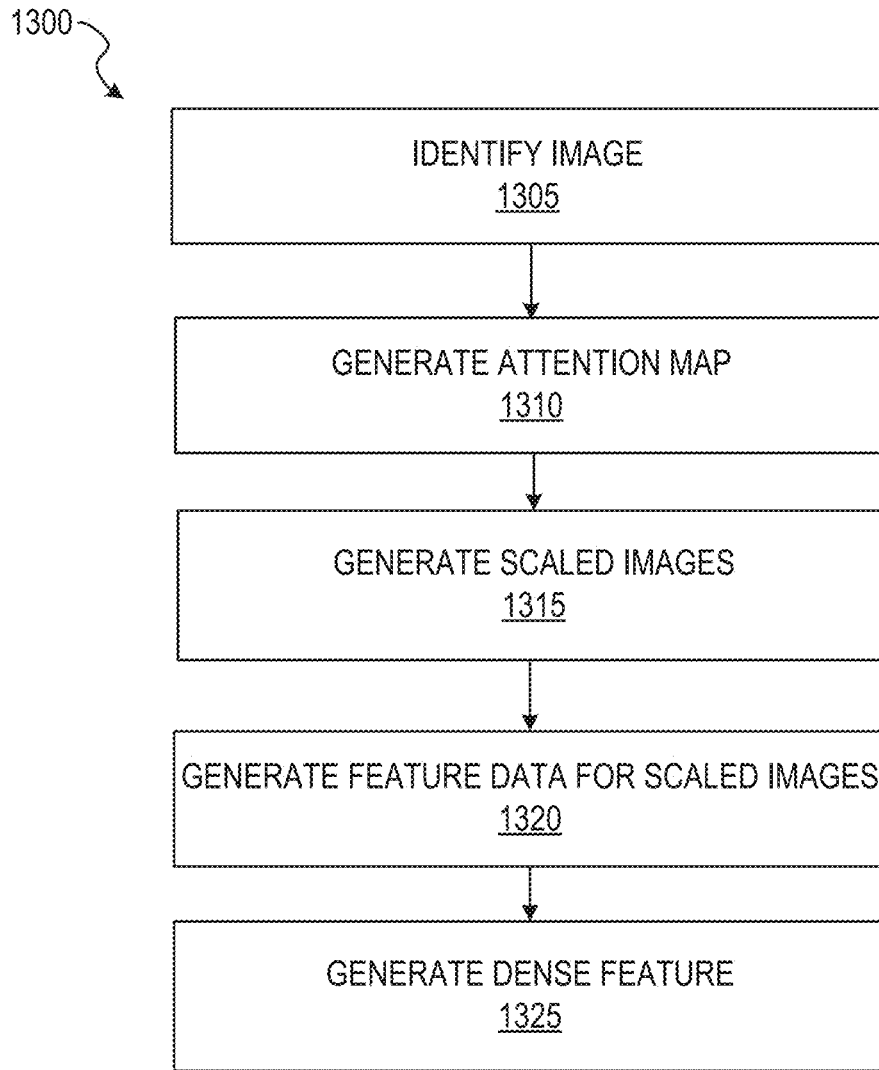 1300
IDENTIFY IMAGE
1305
GENERATE ATTENTION MAP
1310
GENERATE SCALED IMAGES
1315
GENERATE FEATURE DATA FOR SCALED IMAGES
1320
GENERATE DENSE FEATURE
1325